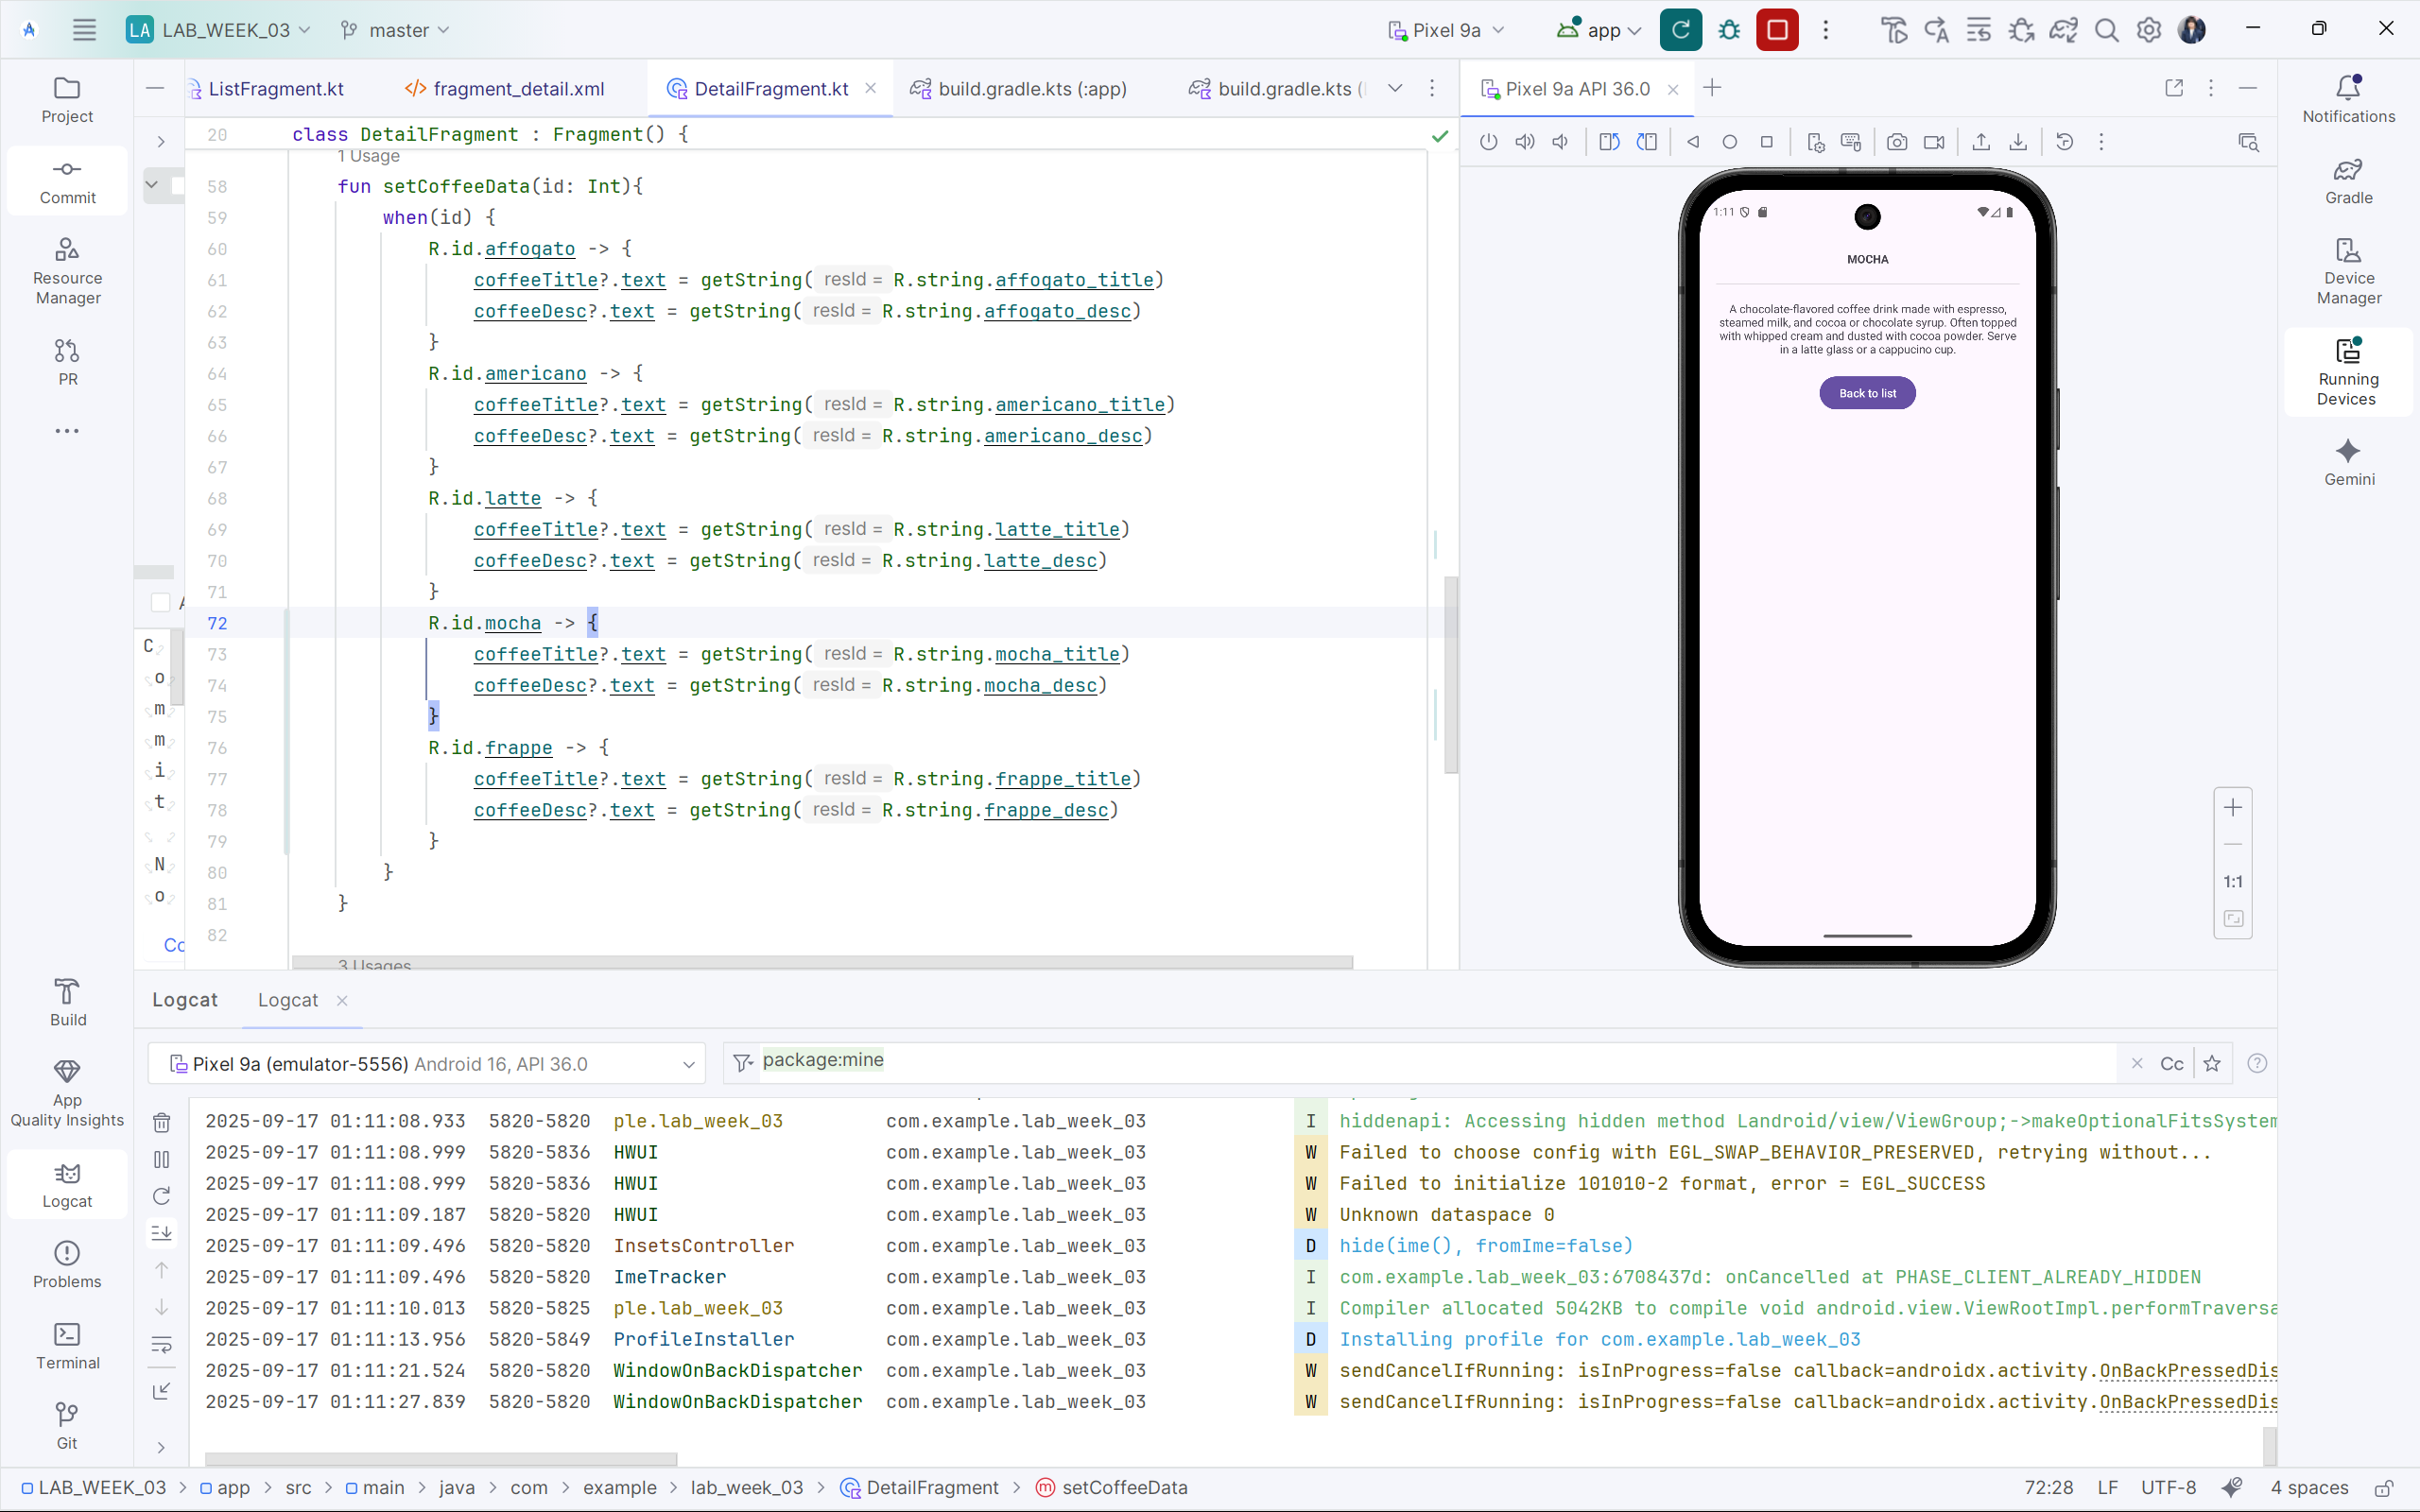 LA LAB_WEEK_03 master Pixel 9a app
Project
Commit
Resource
Manager
PR
Build
App
Quality Insights
Logcat
Problems
Terminal
Git
ListFragment.kt fragment_detail.xml DetailFragment.kt build.gradle.kts (:app) build.gradle.kts (
20 class DetailFragment : Fragment() {
1 Usage
58 fun setCoffeeData(id: Int){
59 when(id) {
60 R.id.affogato -> {
61 coffeeTitle?.text = getString( resId = R.string.affogato_title)
62 coffeeDesc?.text = getString( resId = R.string.affogato_desc)
63 }
64 R.id.americano -> {
65 coffeeTitle?.text = getString( resId = R.string.americano_title)
66 coffeeDesc?.text = getString( resId = R.string.americano_desc)
67 }
68 R.id.latte -> {
69 coffeeTitle?.text = getString( resId = R.string.latte_title)
70 coffeeDesc?.text = getString( resId = R.string.latte_desc)
71 }
72 R.id.mocha -> {
73 coffeeTitle?.text = getString( resId = R.string.mocha_title)
74 coffeeDesc?.text = getString( resId = R.string.mocha_desc)
75 }
76 R.id.frappe -> {
77 coffeeTitle?.text = getString( resId = R.string.frappe_title)
78 coffeeDesc?.text = getString( resId = R.string.frappe_desc)
79 }
80 }
81 }
82
3 Usages
C
o
m
m
i
t
N
o
Co
Pixel 9a API 36.0
1:11
MOCHA
A chocolate-flavored coffee drink made with espresso,
steamed milk, and cocoa or chocolate syrup. Often topped
with whipped cream and dusted with cocoa powder. Serve
in a latte glass or a cappucino cup.
Back to list
1:1
Notifications
Gradle
Device
Manager
Running
Devices
Gemini
Logcat Logcat
Pixel 9a (emulator-5556) Android 16, API 36.0 package:mine Cc
2025-09-17 01:11:08.933 5820-5820 ple.lab_week_03 com.example.lab_week_03 I hiddenapi: Accessing hidden method Landroid/view/ViewGroup;->makeOptionalFitsSystem
2025-09-17 01:11:08.999 5820-5836 HWUI com.example.lab_week_03 W Failed to choose config with EGL_SWAP_BEHAVIOR_PRESERVED, retrying without...
2025-09-17 01:11:08.999 5820-5836 HWUI com.example.lab_week_03 W Failed to initialize 101010-2 format, error = EGL_SUCCESS
2025-09-17 01:11:09.187 5820-5820 HWUI com.example.lab_week_03 W Unknown dataspace 0
2025-09-17 01:11:09.496 5820-5820 InsetsController com.example.lab_week_03 D hide(ime(), fromIme=false)
2025-09-17 01:11:09.496 5820-5820 ImeTracker com.example.lab_week_03 I com.example.lab_week_03:6708437d: onCancelled at PHASE_CLIENT_ALREADY_HIDDEN
2025-09-17 01:11:10.013 5820-5825 ple.lab_week_03 com.example.lab_week_03 I Compiler allocated 5042KB to compile void android.view.ViewRootImpl.performTraversa
2025-09-17 01:11:13.956 5820-5849 ProfileInstaller com.example.lab_week_03 D Installing profile for com.example.lab_week_03
2025-09-17 01:11:21.524 5820-5820 WindowOnBackDispatcher com.example.lab_week_03 W sendCancelIfRunning: isInProgress=false callback=androidx.activity.OnBackPressedDis
2025-09-17 01:11:27.839 5820-5820 WindowOnBackDispatcher com.example.lab_week_03 W sendCancelIfRunning: isInProgress=false callback=androidx.activity.OnBackPressedDis
LAB_WEEK_03 > app > src > main > java > com > example > lab_week_03 > DetailFragment > m setCoffeeData 72:28 LF UTF-8 4 spaces